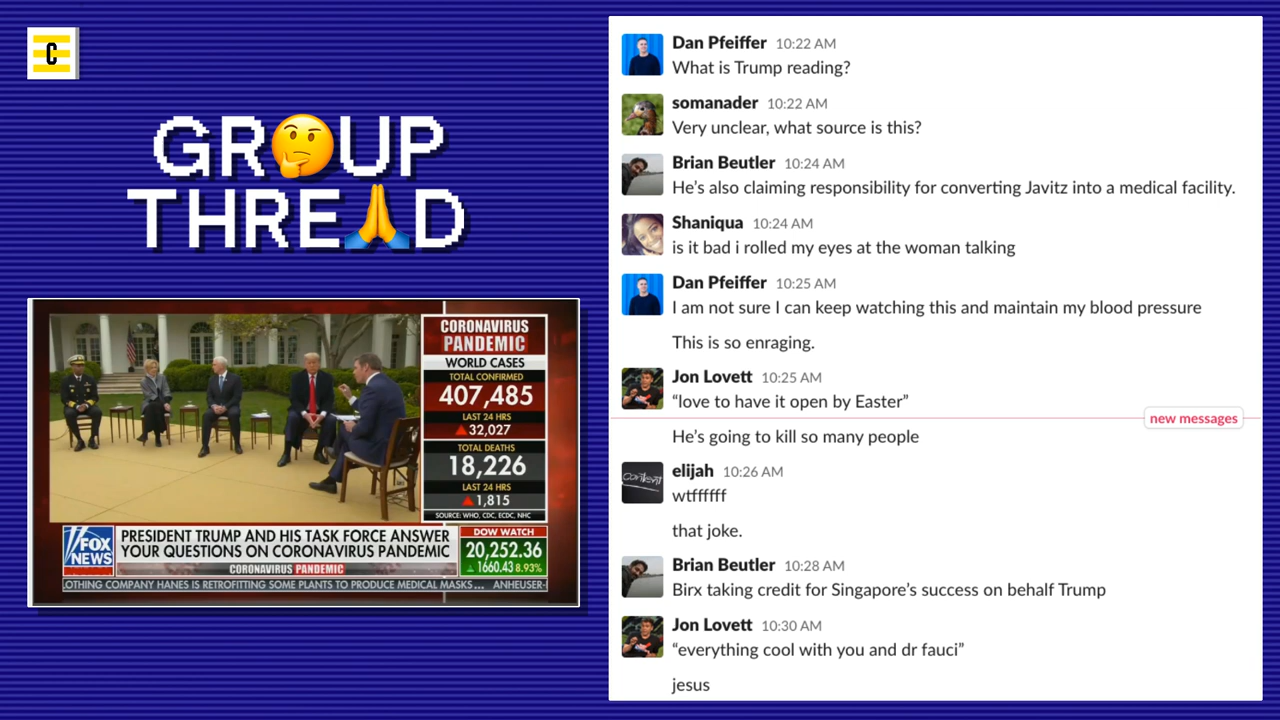 C
GR🤔UP
THRE🙏D
CORONAVIRUS
PANDEMIC
WORLD CASES
TOTAL CONFIRMED
407,485
LAST 24 HRS
▲32,027
TOTAL DEATHS
18,226
LAST 24 HRS
▲1,815
SOURCE: WHO, CDC, ECDC, NHC
FOX
NEWS
PRESIDENT TRUMP AND HIS TASK FORCE ANSWER
YOUR QUESTIONS ON CORONAVIRUS PANDEMIC
CORONAVIRUS PANDEMIC
DOW WATCH
20,252.36
▲ 1660.43 8.93%
.OTHING COMPANY HANES IS RETROFITTING SOME PLANTS TO PRODUCE MEDICAL MASKS... ANHEUSER-
Dan Pfeiffer 10:22 AM
What is Trump reading?
somanader 10:22 AM
Very unclear, what source is this?
Brian Beutler 10:24 AM
He’s also claiming responsibility for converting Javitz into a medical facility.
Shaniqua 10:24 AM
is it bad i rolled my eyes at the woman talking
Dan Pfeiffer 10:25 AM
I am not sure I can keep watching this and maintain my blood pressure
This is so enraging.
Jon Lovett 10:25 AM
“love to have it open by Easter”
new messages
He’s going to kill so many people
content
elijah 10:26 AM
wtffffff
that joke.
Brian Beutler 10:28 AM
Birx taking credit for Singapore’s success on behalf Trump
Jon Lovett 10:30 AM
“everything cool with you and dr fauci”
jesus